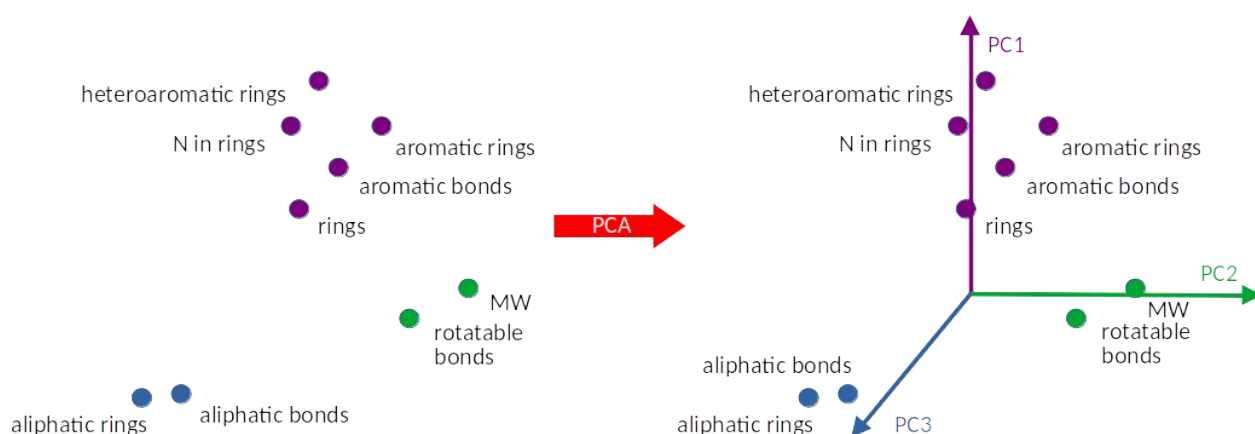 heteroaromatic rings
N in rings
aromatic rings
aromatic bonds
rings
MW
rotatable
bonds
aliphatic bonds
aliphatic rings
PCA
PC1
heteroaromatic rings
N in rings
aromatic rings
aromatic bonds
rings
PC2
MW
rotatable
bonds
aliphatic bonds
aliphatic rings
PC3